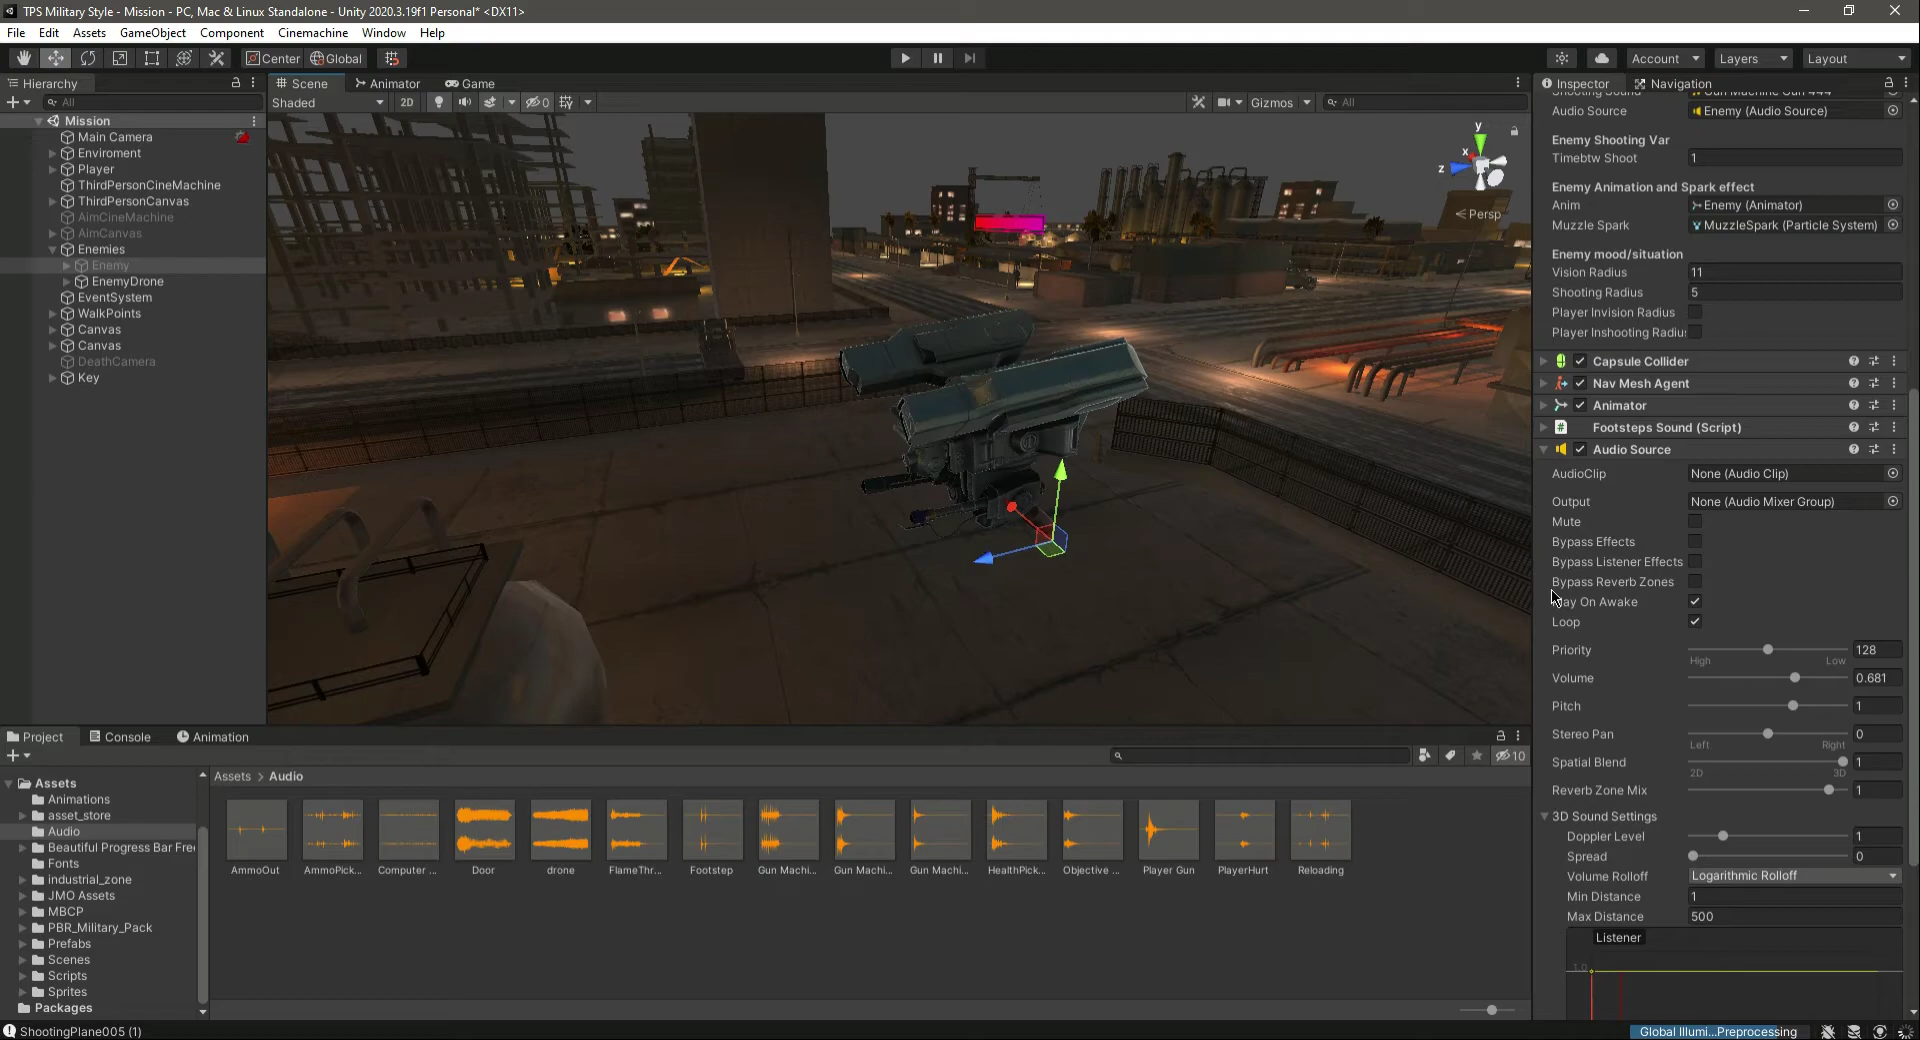 TPS Military Style - Mission - PC, Mac & Linux Standalone - Unity 2020.3.19f1 Personal* <DX11>
File Edit Assets GameObject Component Cinemachine Window Help
Center Global
Account Layers Layout
Hierarchy
All
Mission
Main Camera
Enviroment
Player
ThirdPersonCineMachine
ThirdPersonCanvas
AimCineMachine
AimCanvas
Enemies
Enemy
EnemyDrone
EventSystem
WalkPoints
Canvas
Canvas
DeathCamera
Key
Scene Animator Game
Shaded 2D 0 Gizmos All
y
x
z
Persp
Inspector Navigation
Shooting Sound Gun Machine Gun 444
Audio Source Enemy (Audio Source)
Enemy Shooting Var
Timebtw Shoot 1
Enemy Animation and Spark effect
Anim Enemy (Animator)
Muzzle Spark MuzzleSpark (Particle System)
Enemy mood/situation
Vision Radius 11
Shooting Radius 5
Player Invision Radius
Player Inshooting Radiu
Capsule Collider
Nav Mesh Agent
Animator
Footsteps Sound (Script)
Audio Source
AudioClip None (Audio Clip)
Output None (Audio Mixer Group)
Mute
Bypass Effects
Bypass Listener Effects
Bypass Reverb Zones
ay On Awake
Loop
Priority 128
High Low
Volume 0.681
Pitch 1
Stereo Pan 0
Left Right
Spatial Blend 1
2D 3D
Reverb Zone Mix 1
3D Sound Settings
Doppler Level 1
Spread 0
Volume Rolloff Logarithmic Rolloff
Min Distance 1
Max Distance 500
Listener
1.0
Project Console Animation
10
Assets
Animations
asset_store
Audio
Beautiful Progress Bar Free
Fonts
industrial_zone
JMO Assets
MBCP
PBR_Military_Pack
Prefabs
Scenes
Scripts
Sprites
Packages
Assets > Audio
AmmoOut AmmoPick... Computer ... Door drone FlameThr... Footstep Gun Machi... Gun Machi... Gun Machi... HealthPick... Objective ... Player Gun PlayerHurt Reloading
ShootingPlane005 (1)
Global Illumi...Preprocessing